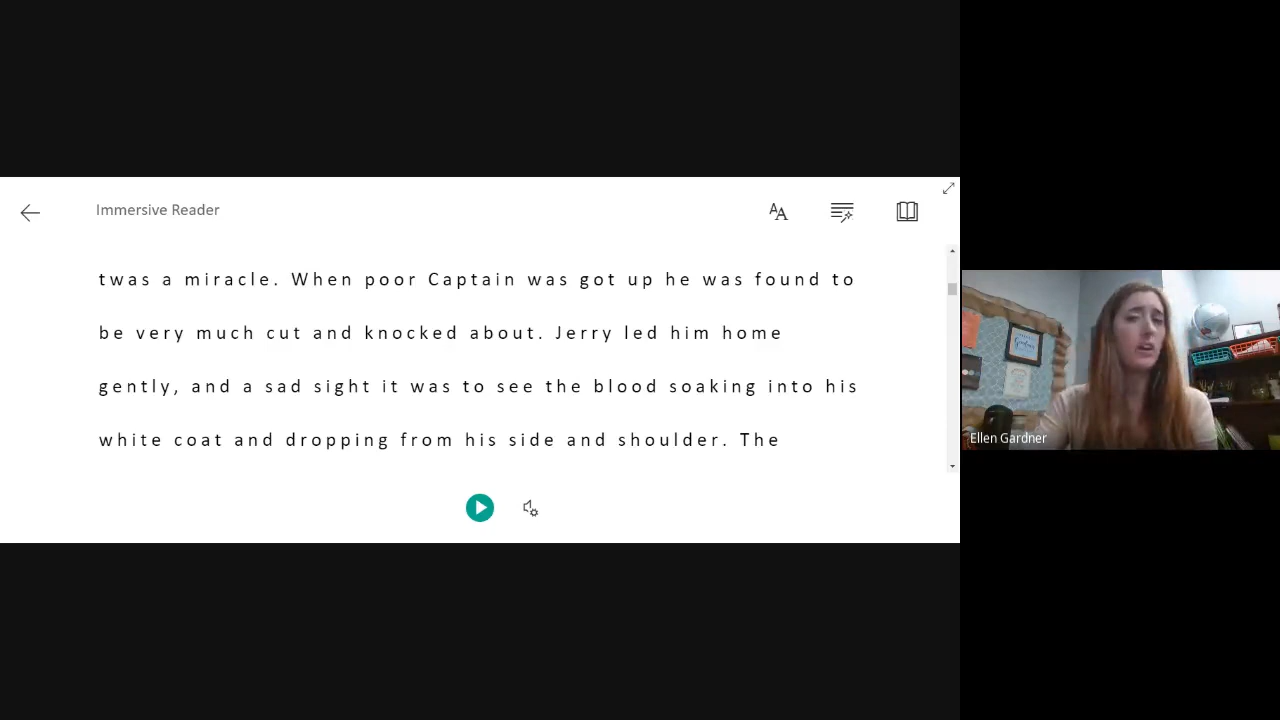 Immersive Reader
twas a miracle. When poor Captain was got up he was found to
be very much cut and knocked about. Jerry led him home
gently, and a sad sight it was to see the blood soaking into his
white coat and dropping from his side and shoulder. The
Ellen Gardner